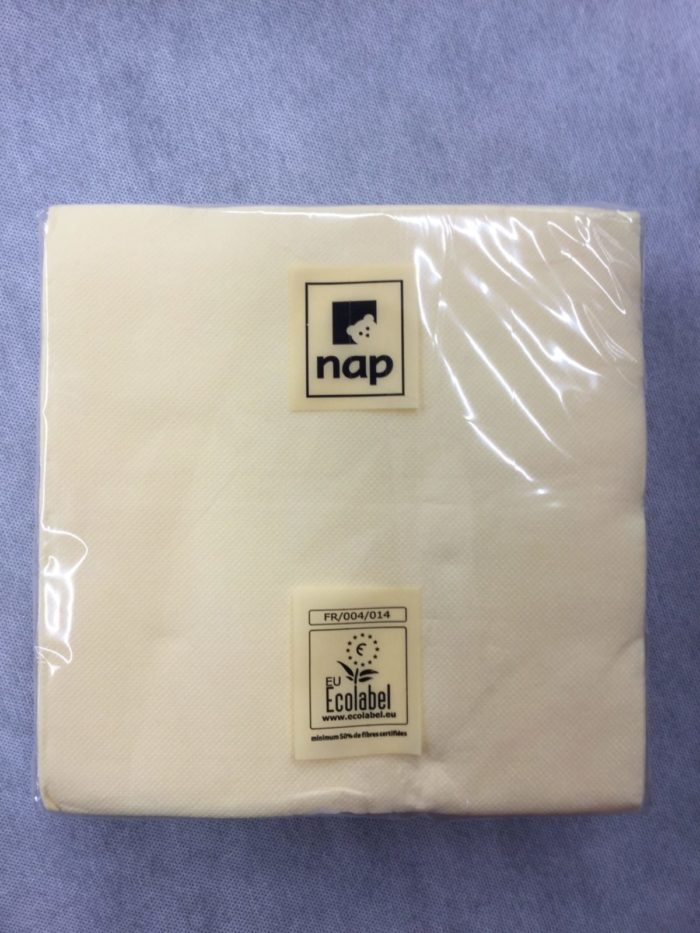 nap
FR/004/014
EU
Ecolabel
www.ecolabel.eu
minimum 50% de fibres certifiées